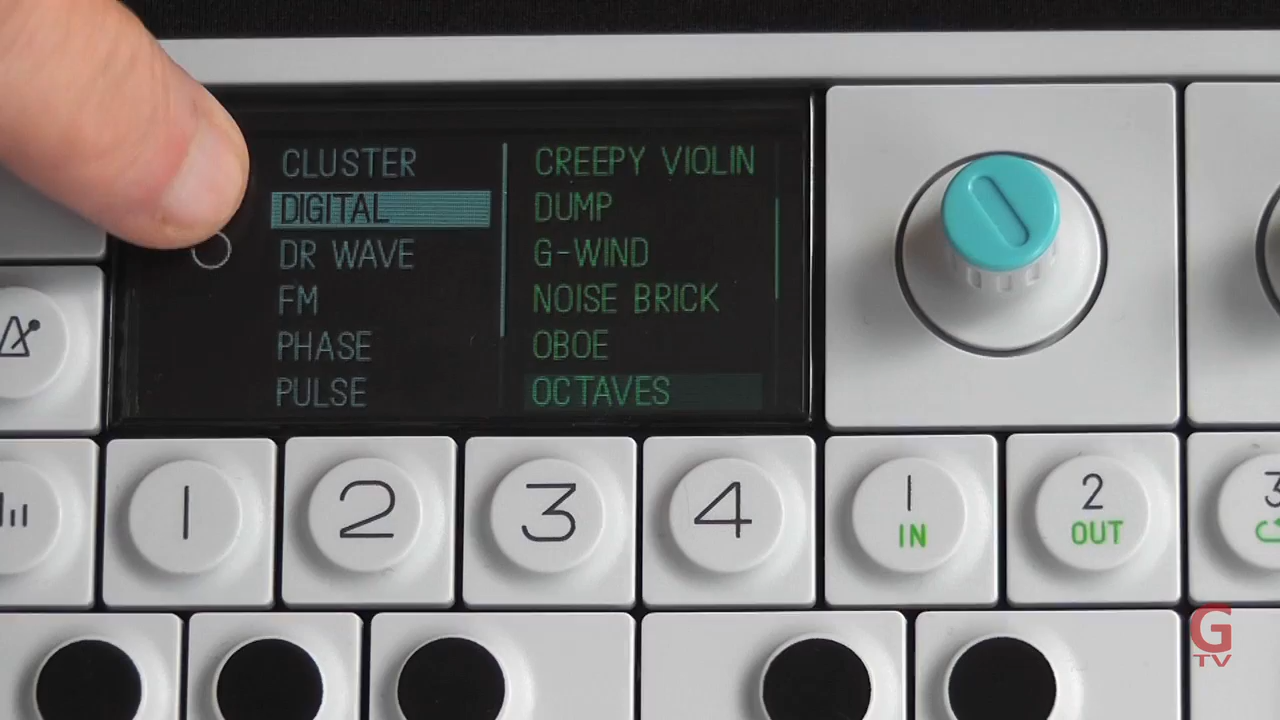 CLUSTER
DIGITAL
DR WAVE
FM
PHASE
PULSE
CREEPY VIOLIN
DUMP
G-WIND
NOISE BRICK
OBOE
OCTAVES
1
2
3
4
1
IN
2
OUT
3
G
TV